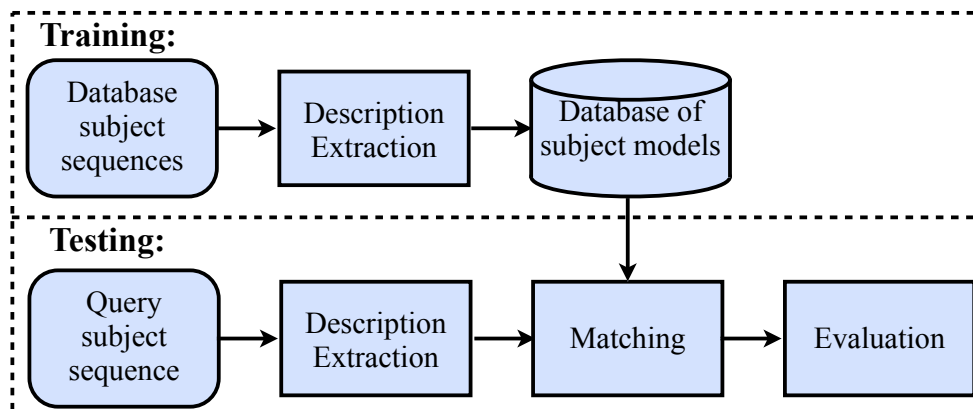 Training:
Database
subject
sequences
Description
Extraction
Database of
subject models
Testing:
Query
subject
sequence
Description
Extraction
Matching
Evaluation